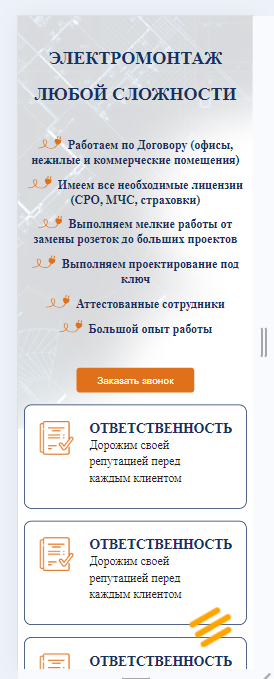 ЭЛЕКТРОМОНТАЖ
ЛЮБОЙ СЛОЖНОСТИ
Работаем по Договору (офисы,
нежилые и коммерческие помещения)
Имеем все необходимые лицензии
(СРО, МЧС, страховки)
Выполняем мелкие работы от
замены розеток до больших проектов
Выполняем проектирование под
ключ
Аттестованные сотрудники
Большой опыт работы
Заказать звонок
ОТВЕТСТВЕННОСТЬ
Дорожим своей
репутацией перед
каждым клиентом
ОТВЕТСТВЕННОСТЬ
Дорожим своей
репутацией перед
каждым клиентом
ОТВЕТСТВЕННОСТЬ